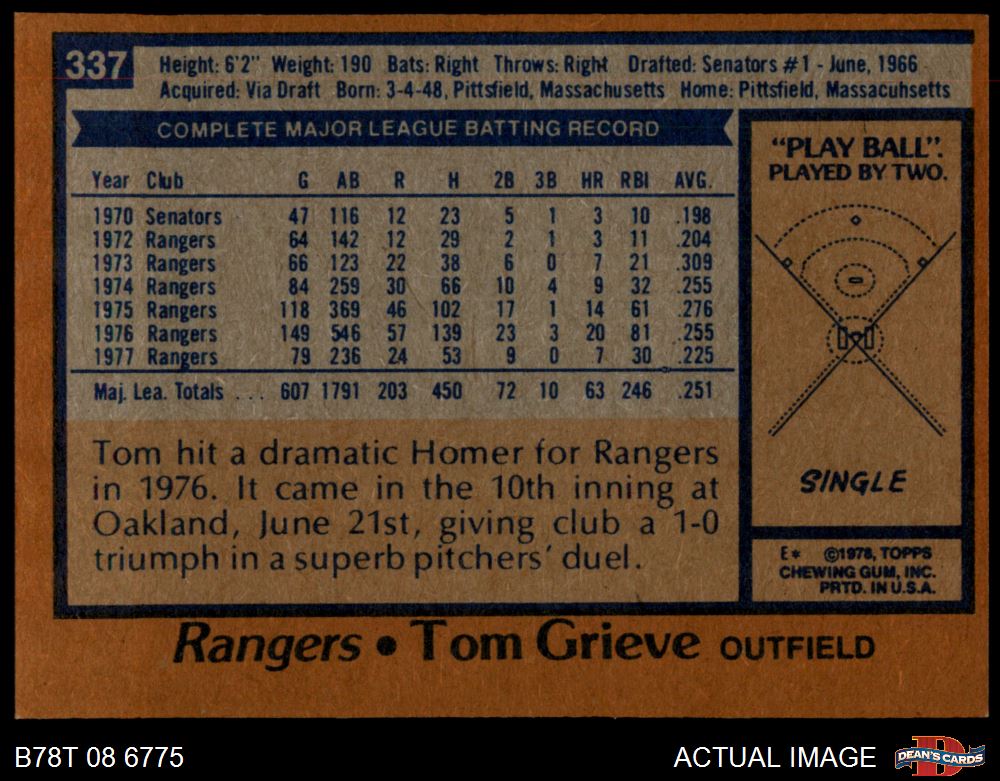 337
Height: 6'2" Weight: 190 Bats: Right Throws: Right Drafted: Senators #1 - June, 1966
Acquired: Via Draft Born: 3-4-48, Pittsfield, Massachusetts Home: Pittsfield, Massacuhsetts
COMPLETE MAJOR LEAGUE BATTING RECORD
Year Club G AB R H 2B 3B HR RBI AVG.
1970 Senators 47 116 12 23 5 1 3 10 .198
1972 Rangers 64 142 12 29 2 1 3 11 .204
1973 Rangers 66 123 22 38 6 0 7 21 .309
1974 Rangers 84 259 30 66 10 4 9 32 .255
1975 Rangers 118 369 46 102 17 1 14 61 .276
1976 Rangers 149 546 57 139 23 3 20 81 .255
1977 Rangers 79 236 24 53 9 0 7 30 .225
Maj. Lea. Totals . . . 607 1791 203 450 72 10 63 246 .251
Tom hit a dramatic Homer for Rangers
in 1976. It came in the 10th inning at
Oakland, June 21st, giving club a 1-0
triumph in a superb pitchers' duel.
"PLAY BALL".
PLAYED BY TWO.
SINGLE
E* ©1978, TOPPS
CHEWING GUM, INC.
PRTD. IN U.S.A.
Rangers • Tom Grieve OUTFIELD
B78T 08 6775
ACTUAL IMAGE
D
DEAN'S CARDS